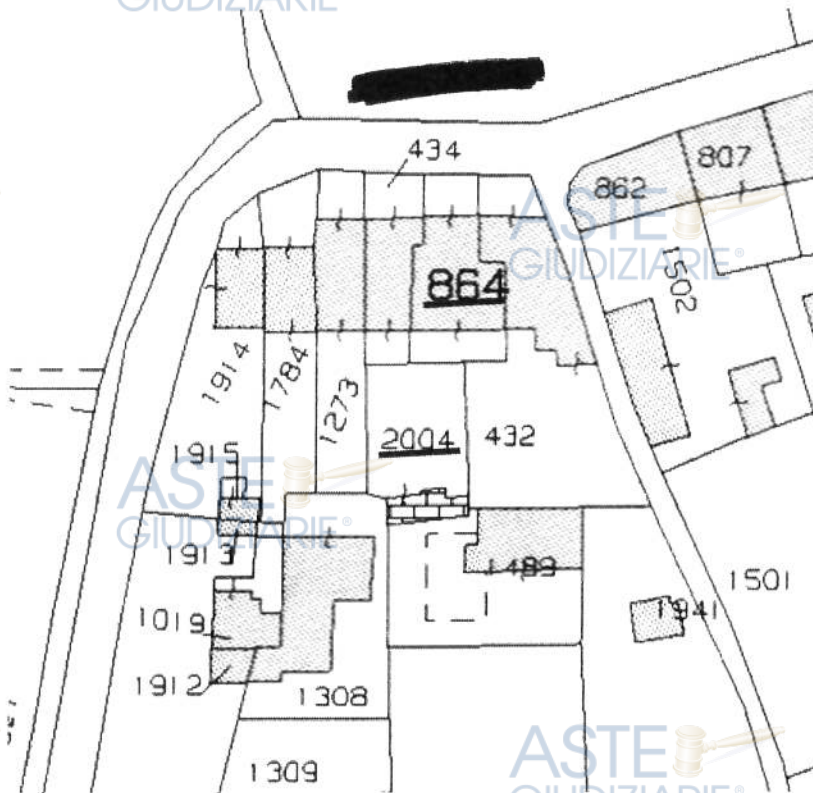 GIUDIZIARIE
434
807
862
ASTE
GIUDIZIARIE®
864
1502
1914
1784
1273
1915
2004
432
ASTE
GIUDIZIARIE®
1913
1489
1501
1941
1019
1912
1308
1309
ASTE
GIUDIZIARIE